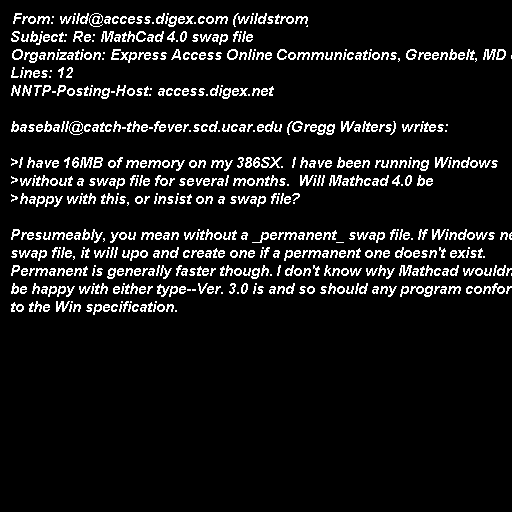 From: wild@access.digex.com (wildstrom
Subject: Re: MathCad 4.0 swap file
Organization: Express Access Online Communications, Greenbelt, MD
Lines: 12
NNTP-Posting-Host: access.digex.net

baseball@catch-the-fever.scd.ucar.edu (Gregg Walters) writes:

>I have 16MB of memory on my 386SX.  I have been running Windows
>without a swap file for several months.  Will Mathcad 4.0 be
>happy with this, or insist on a swap file?

Presumeably, you mean without a _permanent_ swap file. If Windows
swap file, it will upo and create one if a permanent one doesn't exist.
Permanent is generally faster though. I don't know why Mathcad
be happy with either type--Ver. 3.0 is and so should any program
to the Win specification.